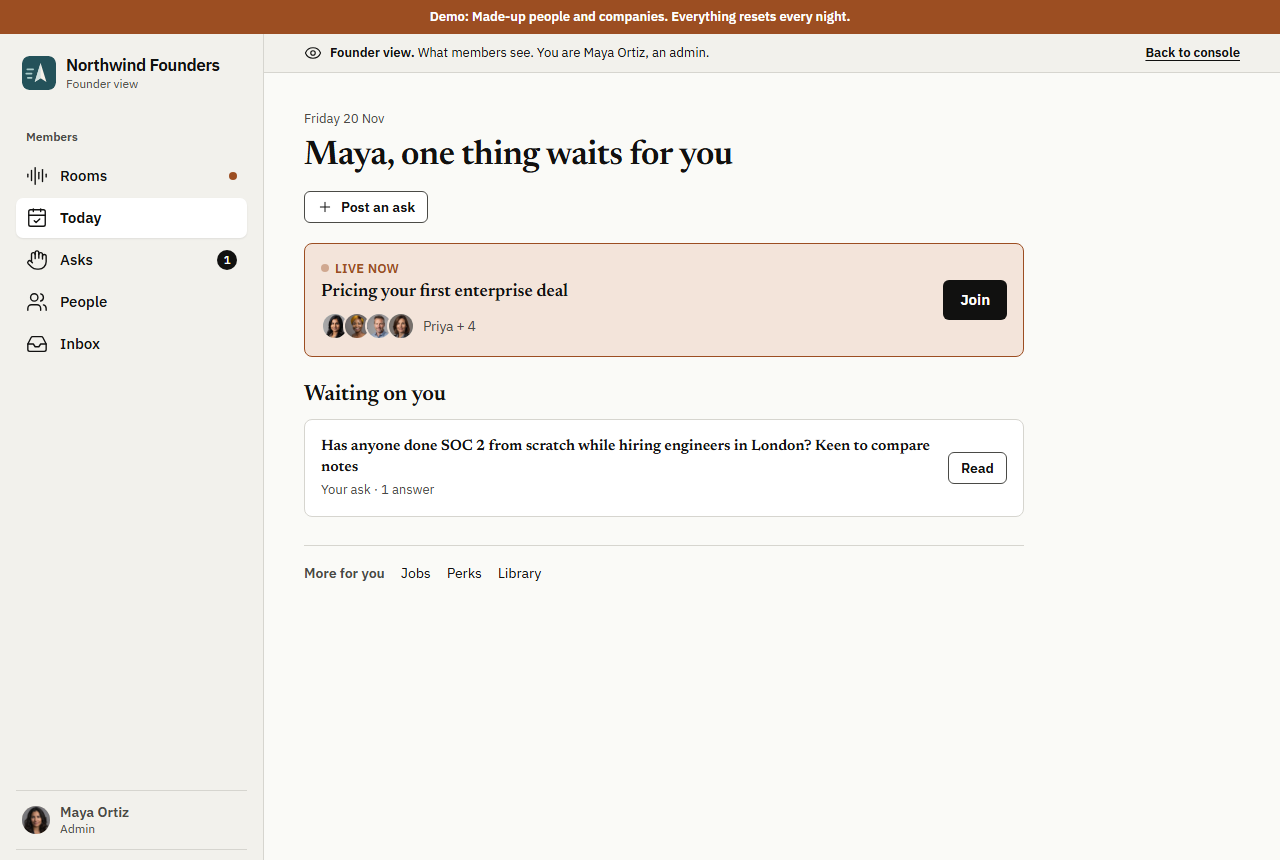 Demo: Made-up people and companies. Everything resets every night.
Northwind Founders
Founder view
Members
Rooms
Today
Asks
1
People
Inbox
Maya Ortiz
Admin
Founder view. What members see. You are Maya Ortiz, an admin.
Back to console
Friday 20 Nov
Maya, one thing waits for you
Post an ask
LIVE NOW
Pricing your first enterprise deal
Priya + 4
Join
Waiting on you
Has anyone done SOC 2 from scratch while hiring engineers in London? Keen to compare
notes
Your ask · 1 answer
Read
More for you
Jobs
Perks
Library